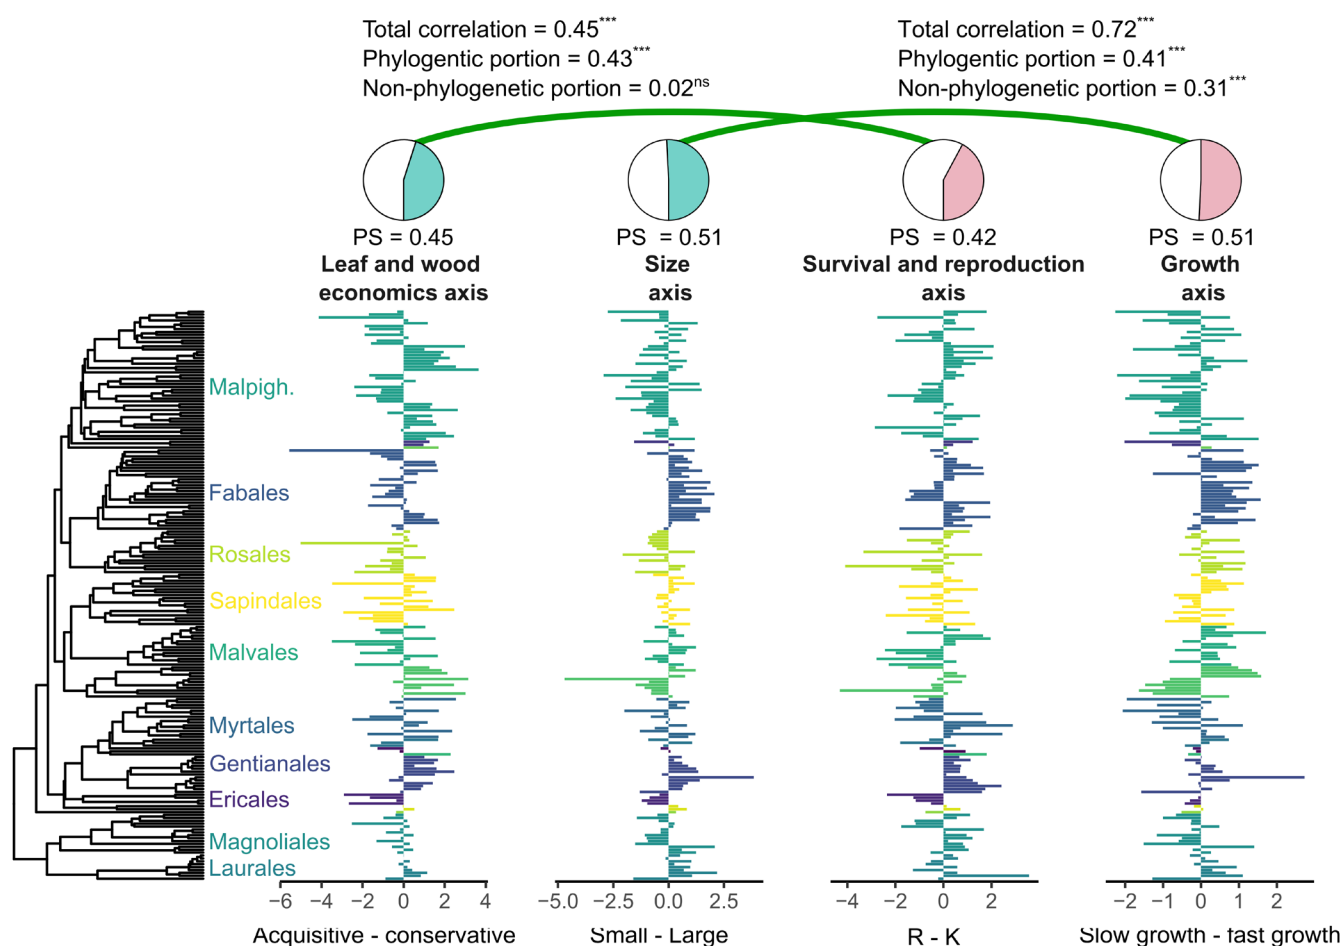 Total correlation = 0.45***
Phylogentic portion = 0.43***
Non-phylogenetic portion = 0.02ns
Total correlation = 0.72***
Phylogentic portion = 0.41***
Non-phylogenetic portion = 0.31***
PS = 0.45
PS = 0.51
PS = 0.42
PS = 0.51
Leaf and wood
economics axis
Size
axis
Survival and reproduction
axis
Growth
axis
Malpigh.
Fabales
Rosales
Sapindales
Malvales
Myrtales
Gentianales
Ericales
Magnoliales
Laurales
−6 −4 −2 0 2 4
−5.0 −2.5 0.0 2.5
−4 −2 0 2
−2 −1 0 1 2
Acquisitive - conservative
Small - Large
R - K
Slow growth - fast growth